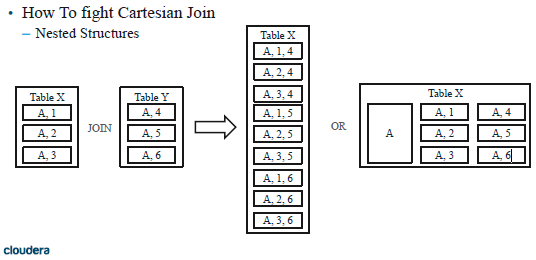 • How To fight Cartesian Join
– Nested Structures
Table X
A, 1
A, 2
A, 3
JOIN
Table Y
A, 4
A, 5
A, 6
Table X
A, 1, 4
A, 2, 4
A, 3, 4
A, 1, 5
A, 2, 5
A, 3, 5
A, 1, 6
A, 2, 6
A, 3, 6
OR
Table X
A
A, 1
A, 4
A, 2
A, 5
A, 3
A, 6
cloudera